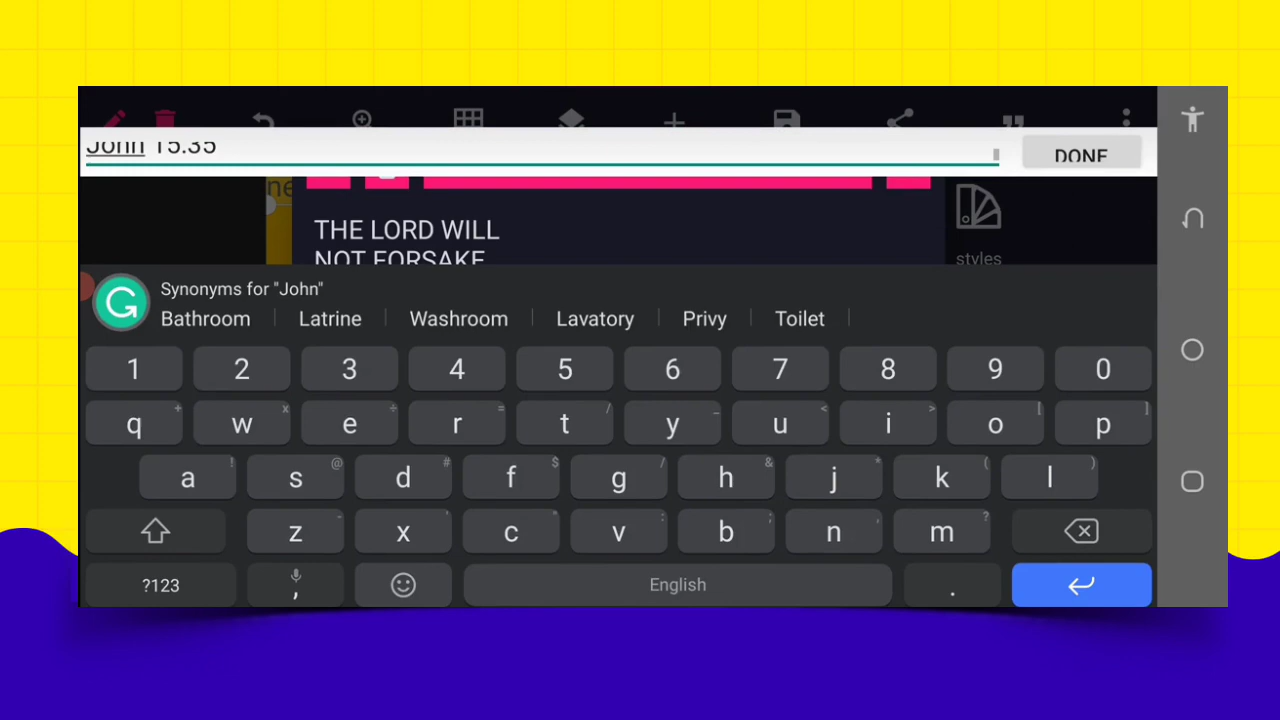 John 15.35
DONE
ne
THE LORD WILL
NOT FORSAKE
styles
Synonyms for "John"
Bathroom Latrine Washroom Lavatory Privy Toilet
1 2 3 4 5 6 7 8 9 0
q + w x e ÷ r = t / y _ u < i > o [ p ]
a ! s @ d # f $ g / h & j * k ( l )
z - x ' c " v : b ; n , m ?
?123 , English .